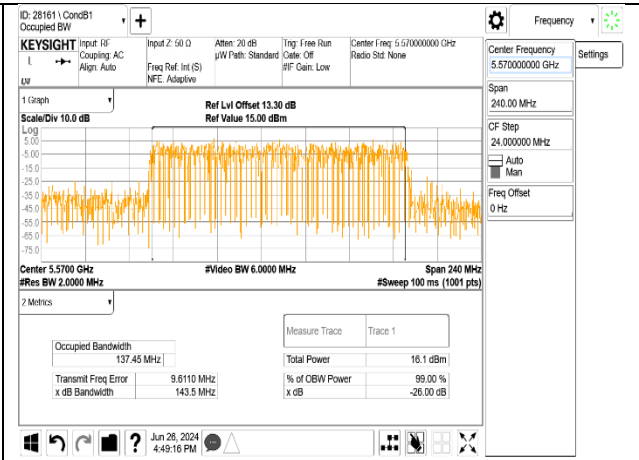 ID: 28161 \ CondB1
Occupied BW
Frequency
KEYSIGHT
Input: RF
Coupling: AC
Align: Auto
Input Z: 50 Ω
Freq Ref: Int (S)
NFE: Adaptive
Atten: 20 dB
µW Path: Standard
Trig: Free Run
Gate: Off
#IF Gain: Low
Center Freq: 5.570000000 GHz
Radio Std: None
Center Frequency
5.570000000 GHz
Settings
Span
240.00 MHz
CF Step
24.000000 MHz
Auto
Man
Freq Offset
0 Hz
1 Graph
Scale/Div 10.0 dB
Ref Lvl Offset 13.30 dB
Ref Value 15.00 dBm
Log
5.00
-5.00
-15.0
-25.0
-35.0
-45.0
-55.0
-65.0
-75.0
Center 5.5700 GHz
#Res BW 2.0000 MHz
#Video BW 6.0000 MHz
Span 240 MHz
#Sweep 100 ms (1001 pts)
2 Metrics
Measure Trace
Trace 1
Occupied Bandwidth
137.45 MHz
Total Power
16.1 dBm
Transmit Freq Error
9.6110 MHz
% of OBW Power
99.00 %
x dB Bandwidth
143.5 MHz
x dB
-26.00 dB
?
Jun 26, 2024
4:49:16 PM